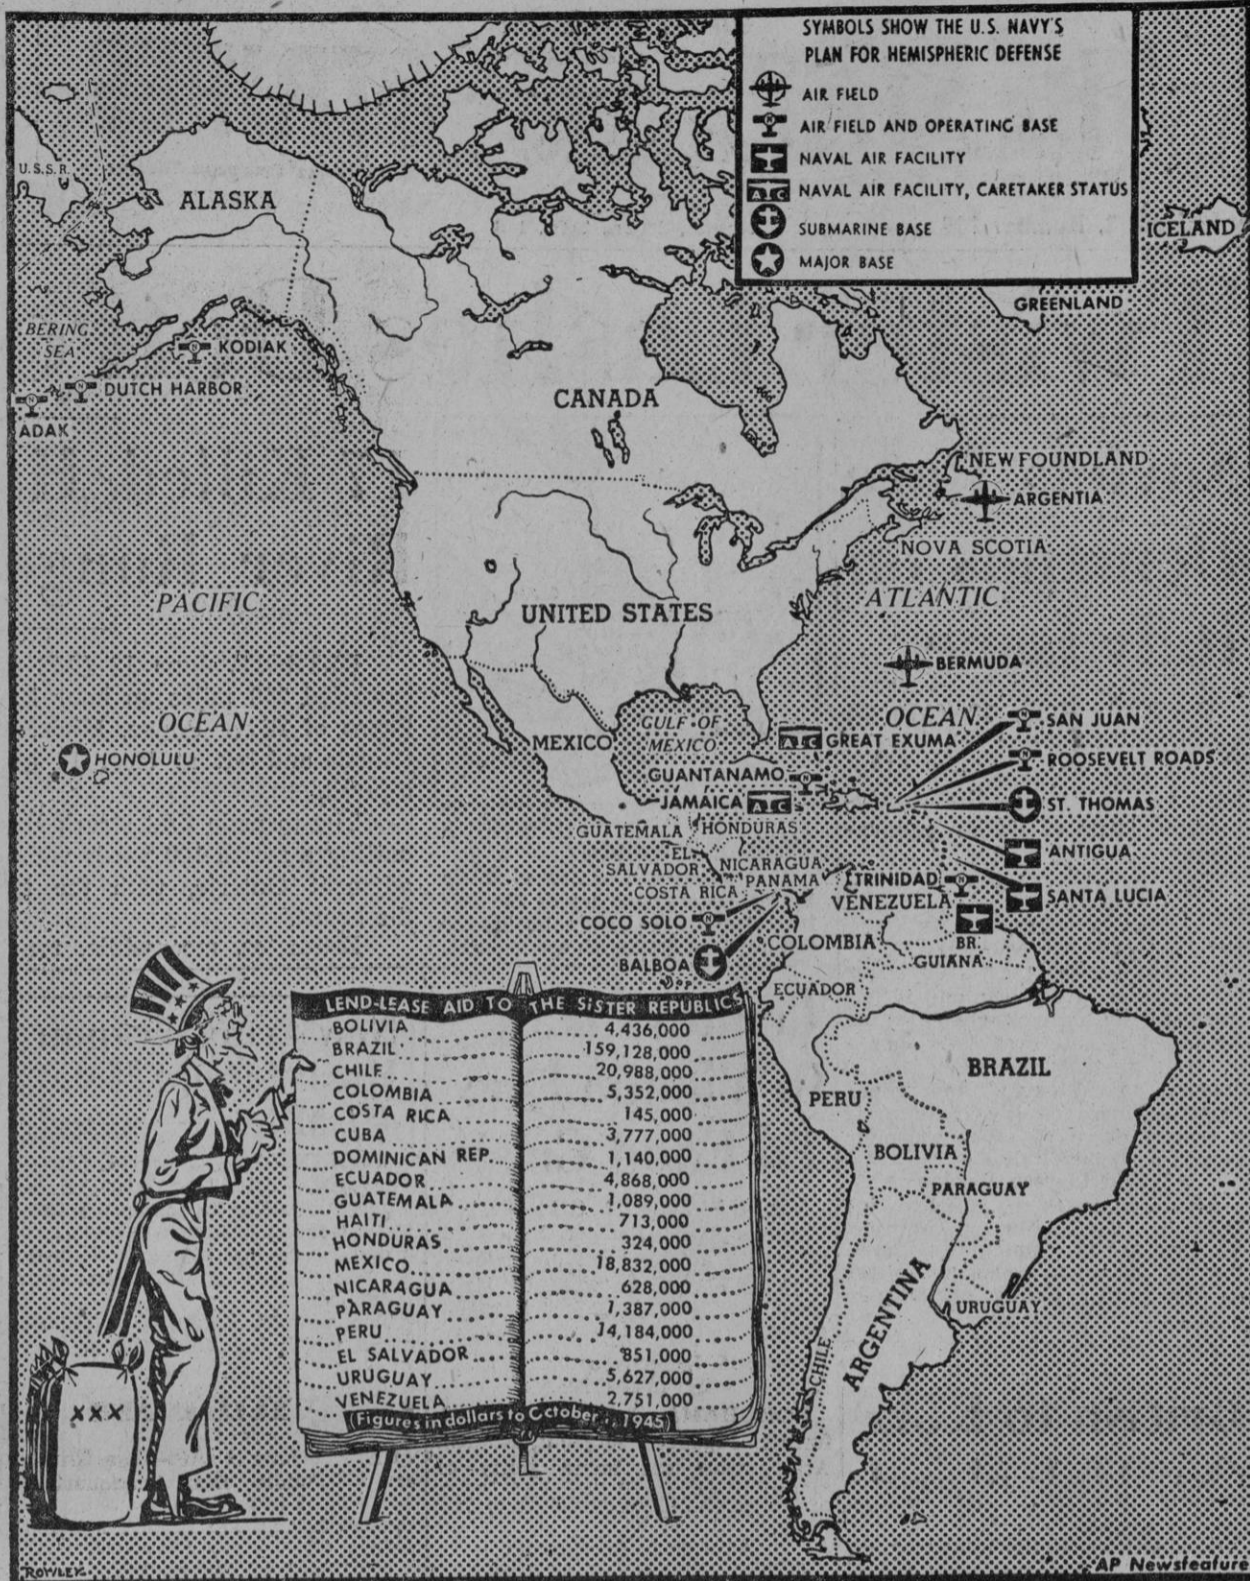 SYMBOLS SHOW THE U.S. NAVY'S
PLAN FOR HEMISPHERIC DEFENSE
AIR FIELD
AIR FIELD AND OPERATING BASE
NAVAL AIR FACILITY
NAVAL AIR FACILITY, CARETAKER STATUS
SUBMARINE BASE
MAJOR BASE
U.S.S.R.
ALASKA
ICELAND
GREENLAND
BERING
SEA
KODIAK
DUTCH HARBOR
ADAK
CANADA
NEWFOUNDLAND
ARGENTIA
NOVA SCOTIA
PACIFIC
OCEAN
UNITED STATES
ATLANTIC
OCEAN
BERMUDA
HONOLULU
MEXICO
GULF OF
MEXICO
GREAT EXUMA
SAN JUAN
ROOSEVELT ROADS
GUANTANAMO
JAMAICA
ST. THOMAS
GUATEMALA
HONDURAS
EL
SALVADOR
NICARAGUA
ANTIGUA
COSTA RICA
PANAMA
TRINIDAD
VENEZUELA
SANTA LUCIA
COCO SOLO
BALBOA
COLOMBIA
BR.
GUIANA
ECUADOR
BRAZIL
PERU
BOLIVIA
PARAGUAY
ARGENTINA
CHILE
URUGUAY
LEND-LEASE AID TO THE SISTER REPUBLICS
BOLIVIA 4,436,000
BRAZIL 159,128,000
CHILE 20,988,000
COLOMBIA 5,352,000
COSTA RICA 145,000
CUBA 3,777,000
DOMINICAN REP. 1,140,000
ECUADOR 4,868,000
GUATEMALA 1,089,000
HAITI 713,000
HONDURAS 324,000
MEXICO 18,832,000
NICARAGUA 628,000
PARAGUAY 1,387,000
PERU 14,184,000
EL SALVADOR 851,000
URUGUAY 5,627,000
VENEZUELA 2,751,000
(Figures in dollars to October 1, 1945)
XXX
ROWLEY
AP Newsfeature